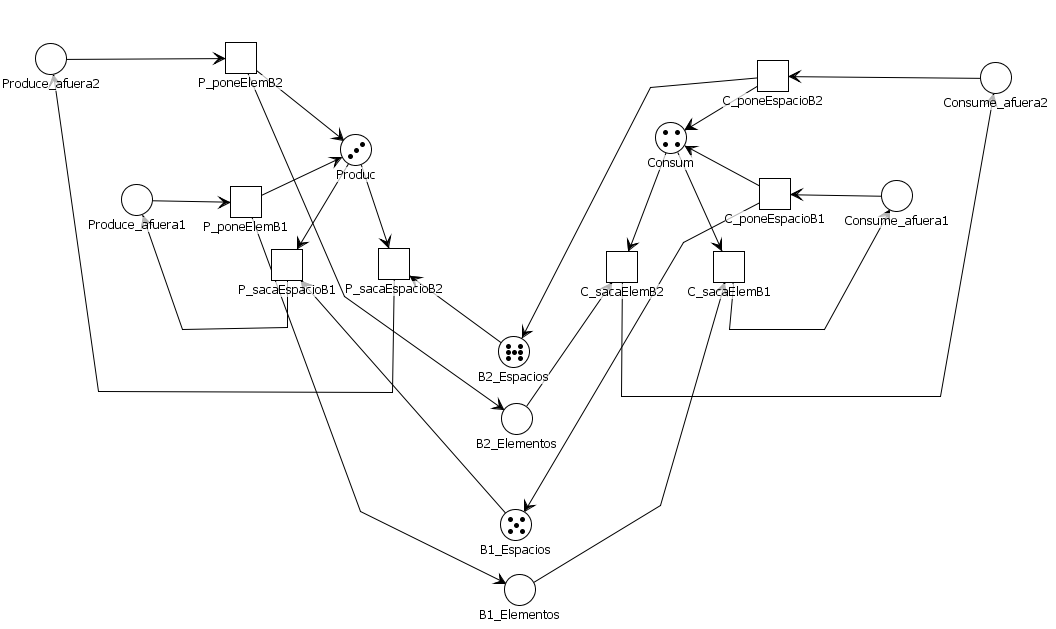 Produce_afuera2
P_poneElemB2
C_poneEspacioB2
Consume_afuera2
Produc
Consum
Produce_afuera1
P_poneElemB1
C_poneEspacioB1
Consume_afuera1
P_sacaEspacioB1
P_sacaEspacioB2
C_sacaElemB2
C_sacaElemB1
B2_Espacios
B2_Elementos
B1_Espacios
B1_Elementos